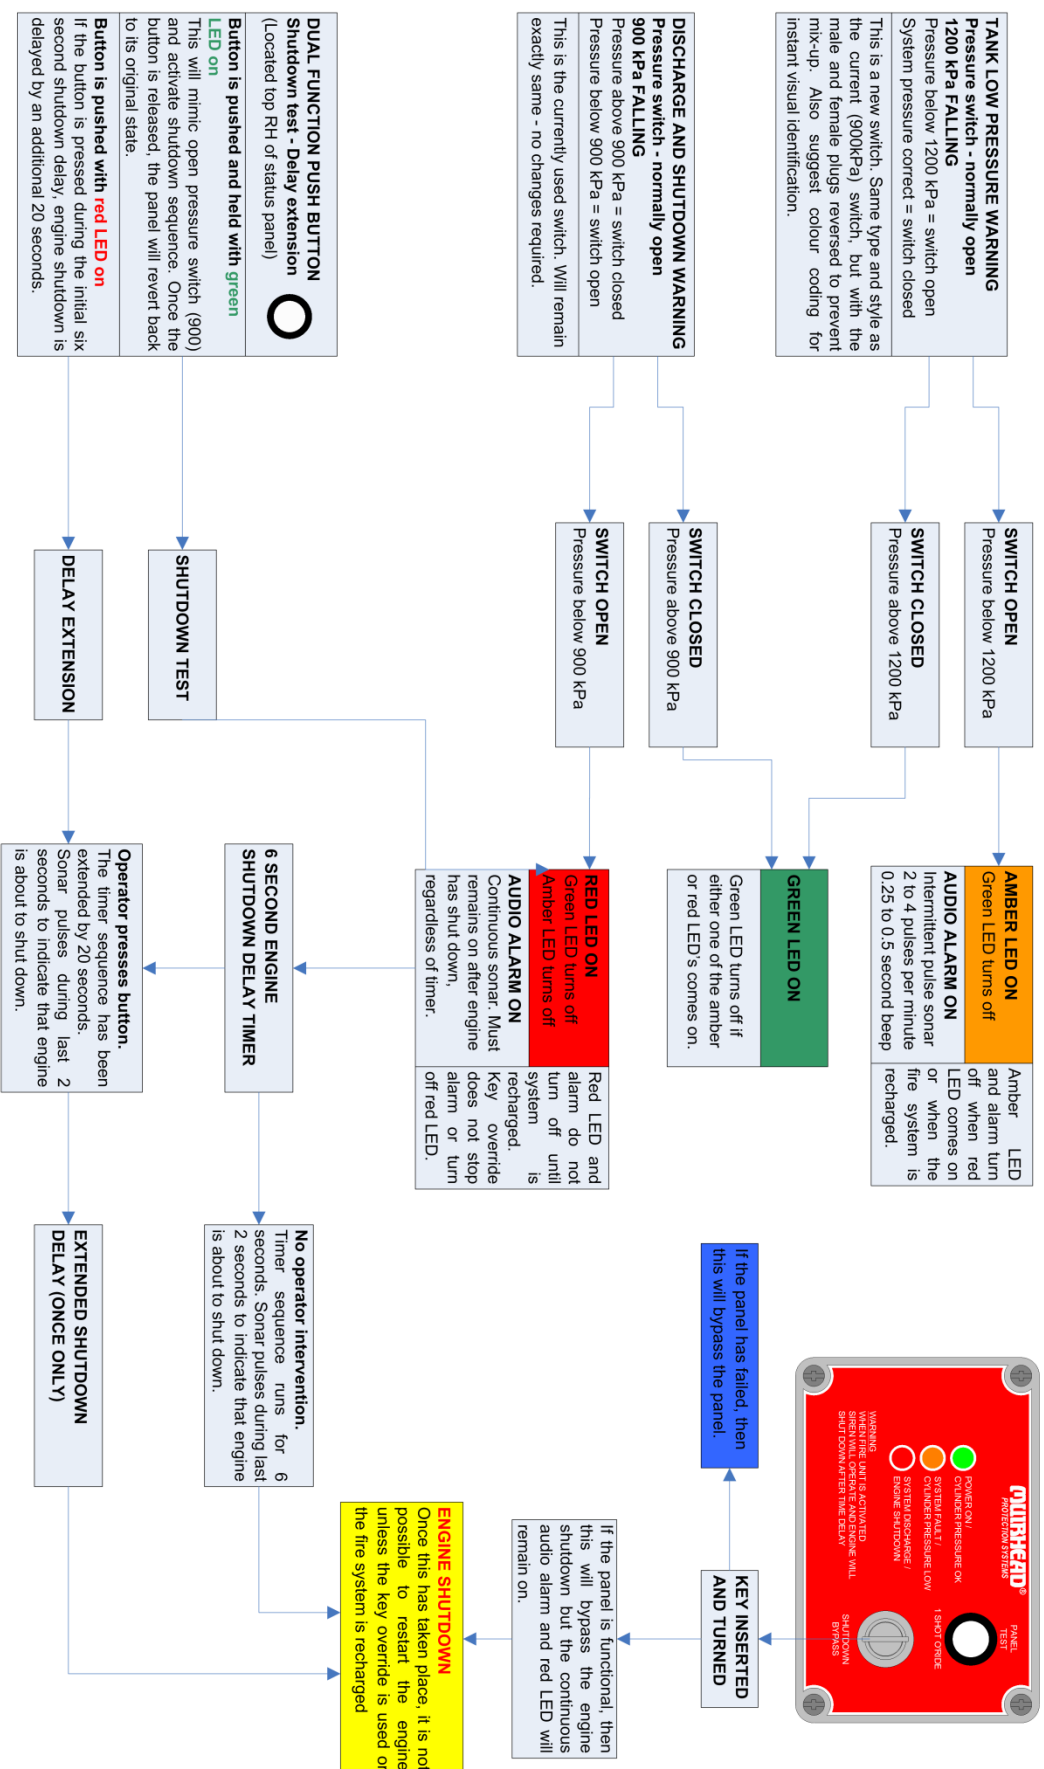 TANK LOW PRESSURE WARNING
Pressure switch - normally open
1200 kPa FALLING
Pressure below 1200 kPa = switch open
System pressure correct = switch closed
This is a new switch. Same type and style as
the current (900kPa) switch, but with the
male and female plugs reversed to prevent
mix-up. Also suggest colour coding for
instant visual identification.
SWITCH OPEN
Pressure below 1200 kPa
SWITCH CLOSED
Pressure above 1200 kPa
AMBER LED ON
Green LED turns off
AUDIO ALARM ON
Intermittent pulse sonar
2 to 4 pulses per minute
0.25 to 0.5 second beep
Amber LED
and alarm turn
off when red
LED comes on
or when the
fire system is
recharged.
MUIRHEAD®
PROTECTION SYSTEMS
POWER ON /
CYLINDER PRESSURE OK
SYSTEM FAULT /
CYLINDER PRESSURE LOW
SYSTEM DISCHARGE /
ENGINE SHUTDOWN
WARNING
WHEN FIRE UNIT IS ACTIVATED
SIREN WILL OPERATE AND ENGINE WILL
SHUT DOWN AFTER TIME DELAY
PANEL
TEST
1 SHOT O'RIDE
SHUTDOWN
BYPASS
DISCHARGE AND SHUTDOWN WARNING
Pressure switch - normally open
900 kPa FALLING
Pressure above 900 kPa = switch closed
Pressure below 900 kPa = switch open
This is the currently used switch. Will remain
exactly same - no changes required.
SWITCH CLOSED
Pressure above 900 kPa
SWITCH OPEN
Pressure below 900 kPa
GREEN LED ON
Green LED turns off if
either one of the amber
or red LED's comes on.
RED LED ON
Green LED turns off
Amber LED turns off
AUDIO ALARM ON
Continuous sonar. Must
remains on after engine
has shut down,
regardless of timer.
Red LED and
alarm do not
turn off until
system is
recharged.
Key override
does not stop
alarm or turn
off red LED.
If the panel has failed, then
this will bypass the panel.
KEY INSERTED
AND TURNED
If the panel is functional, then
this will bypass the engine
shutdown but the continuous
audio alarm and red LED will
remain on.
DUAL FUNCTION PUSH BUTTON
Shutdown test - Delay extension
(Located top RH of status panel)
Button is pushed and held with green
LED on
This will mimic open pressure switch (900)
and activate shutdown sequence. Once the
button is released, the panel will revert back
to its original state.
Button is pushed with red LED on
If the button is pressed during the initial six
second shutdown delay, engine shutdown is
delayed by an additional 20 seconds.
SHUTDOWN TEST
DELAY EXTENSION
6 SECOND ENGINE
SHUTDOWN DELAY TIMER
Operator presses button.
The timer sequence has been
extended by 20 seconds.
Sonar pulses during last 2
seconds to indicate that engine
is about to shut down.
No operator intervention.
Timer sequence runs for 6
seconds. Sonar pulses during last
2 seconds to indicate that engine
is about to shut down.
EXTENDED SHUTDOWN
DELAY (ONCE ONLY)
ENGINE SHUTDOWN
Once this has taken place, it is not
possible to restart the engine
unless the key override is used or
the fire system is recharged